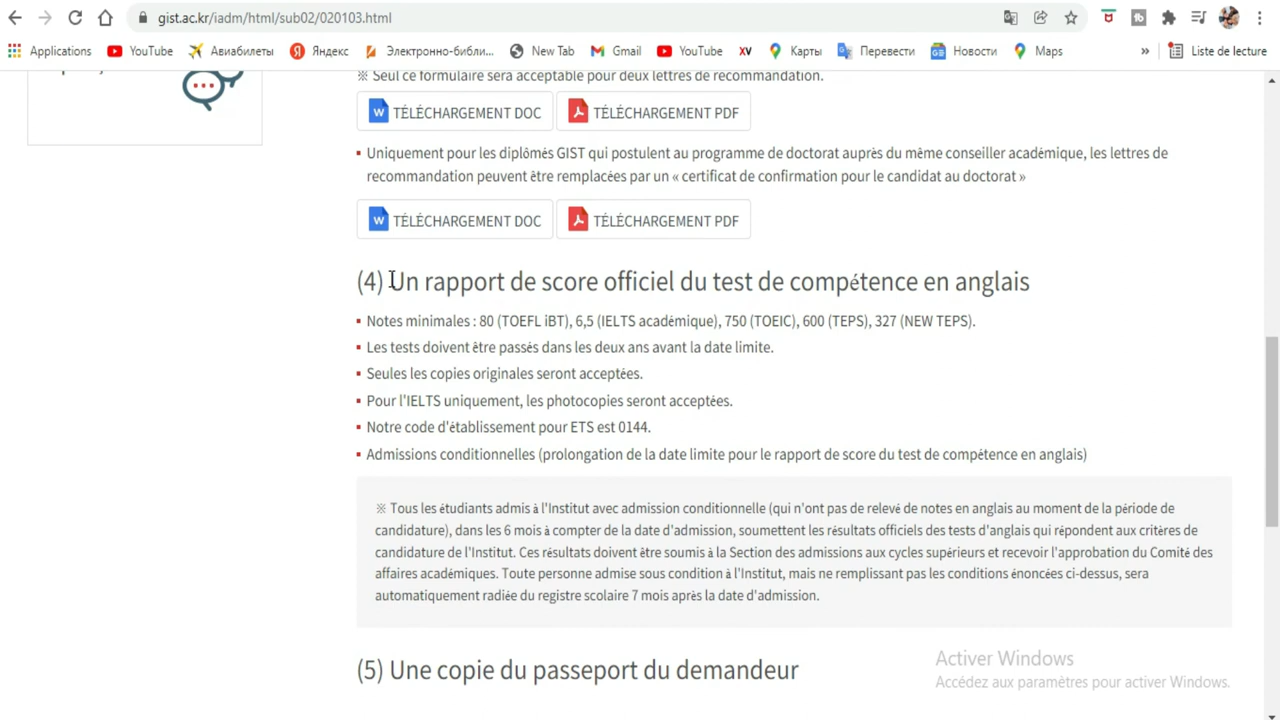 gist.ac.kr/iadm/html/sub02/020103.html
Applications YouTube Авиабилеты Яндекс Электронно-библи... New Tab Gmail YouTube XV Карты Перевести Новости Maps » Liste de lecture
※ Seul ce formulaire sera acceptable pour deux lettres de recommandation.
TÉLÉCHARGEMENT DOC TÉLÉCHARGEMENT PDF
Uniquement pour les diplômés GIST qui postulent au programme de doctorat auprès du même conseiller académique, les lettres de
recommandation peuvent être remplacées par un « certificat de confirmation pour le candidat au doctorat »
TÉLÉCHARGEMENT DOC TÉLÉCHARGEMENT PDF
(4) Un rapport de score officiel du test de compétence en anglais
Notes minimales : 80 (TOEFL iBT), 6,5 (IELTS académique), 750 (TOEIC), 600 (TEPS), 327 (NEW TEPS).
Les tests doivent être passés dans les deux ans avant la date limite.
Seules les copies originales seront acceptées.
Pour l'IELTS uniquement, les photocopies seront acceptées.
Notre code d'établissement pour ETS est 0144.
Admissions conditionnelles (prolongation de la date limite pour le rapport de score du test de compétence en anglais)
※ Tous les étudiants admis à l'Institut avec admission conditionnelle (qui n'ont pas de relevé de notes en anglais au moment de la période de
candidature), dans les 6 mois à compter de la date d'admission, soumettent les résultats officiels des tests d'anglais qui répondent aux critères de
candidature de l'Institut. Ces résultats doivent être soumis à la Section des admissions aux cycles supérieurs et recevoir l'approbation du Comité des
affaires académiques. Toute personne admise sous condition à l'Institut, mais ne remplissant pas les conditions énoncées ci-dessus, sera
automatiquement radiée du registre scolaire 7 mois après la date d'admission.
(5) Une copie du passeport du demandeur
Activer Windows
Accédez aux paramètres pour activer Windows.